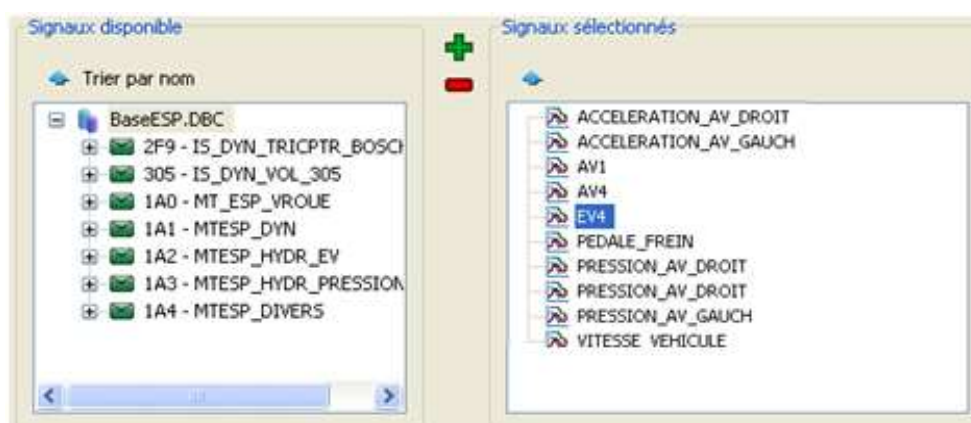 Signaux disponible
Trier par nom
BaseESP.DBC
2F9 - IS_DYN_TRICPTR_BOSCH
305 - IS_DYN_VOL_305
1A0 - MT_ESP_VROUE
1A1 - MTESP_DYN
1A2 - MTESP_HYDR_EV
1A3 - MTESP_HYDR_PRESSION
1A4 - MTESP_DIVERS
Signaux sélectionnés
ACCELERATION_AV_DROIT
ACCELERATION_AV_GAUCH
AV1
AV4
EV4
PEDALE_FREIN
PRESSION_AV_DROIT
PRESSION_AV_DROIT
PRESSION_AV_GAUCH
VITESSE_VEHICULE